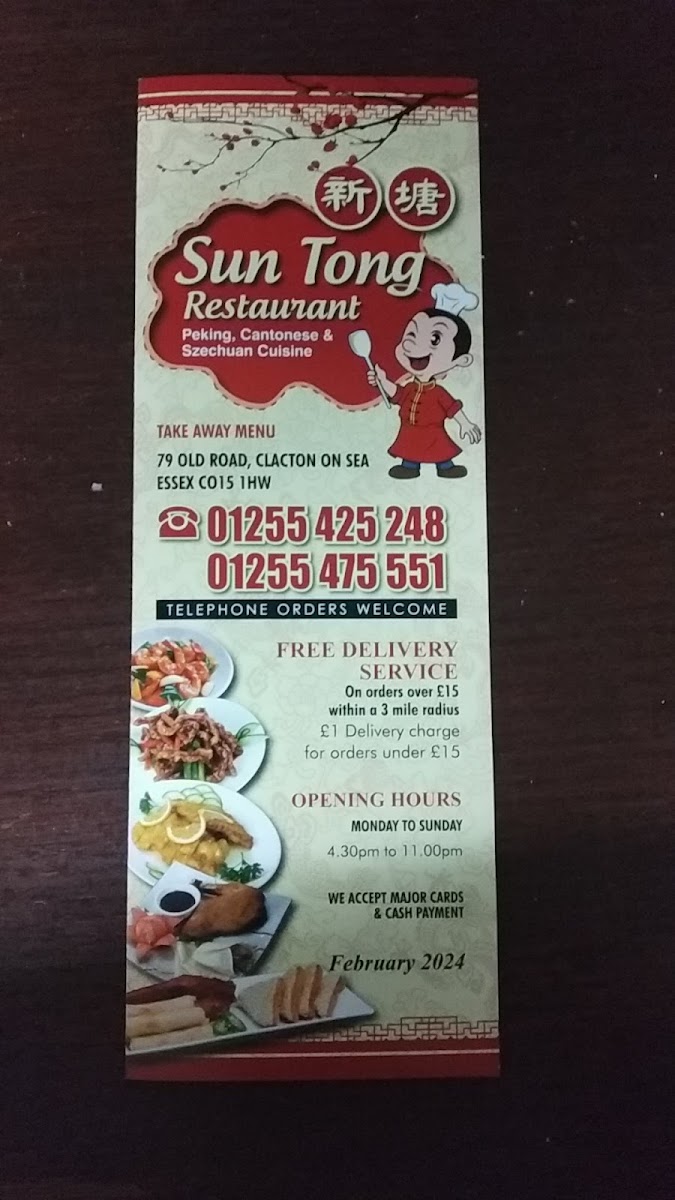 新塘
Sun Tong
Restaurant
Peking, Cantonese &
Szechuan Cuisine
TAKE AWAY MENU
79 OLD ROAD, CLACTON ON SEA
ESSEX CO15 1HW
01255 425 248
01255 475 551
TELEPHONE ORDERS WELCOME
FREE DELIVERY
SERVICE
On orders over £15
within a 3 mile radius
£1 Delivery charge
for orders under £15
OPENING HOURS
MONDAY TO SUNDAY
4.30pm to 11.00pm
WE ACCEPT MAJOR CARDS
& CASH PAYMENT
February 2024